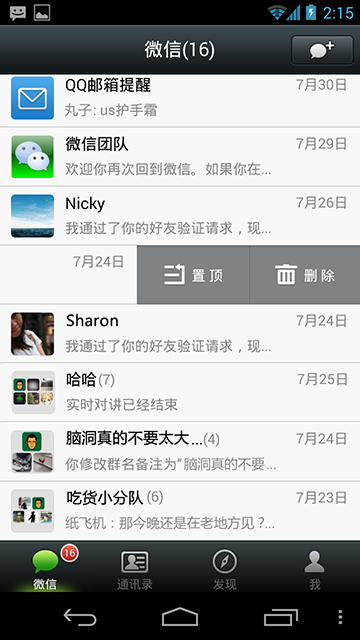 2:15
微信(16)
QQ邮箱提醒 7月30日
丸子: us护手霜
微信团队 7月29日
欢迎你再次回到微信。如果你在...
Nicky 7月26日
我通过了你的好友验证请求，现...
7月24日 置顶 删除
Sharon 7月24日
我通过了你的好友验证请求，现...
哈哈(7) 7月25日
实时对讲已经结束
脑洞真的不要太大...(4) 7月24日
你修改群名备注为“脑洞真的不要...
吃货小分队(6) 7月23日
纸飞机：那今晚还是在老地方见？...
16
微信 通讯录 发现 我